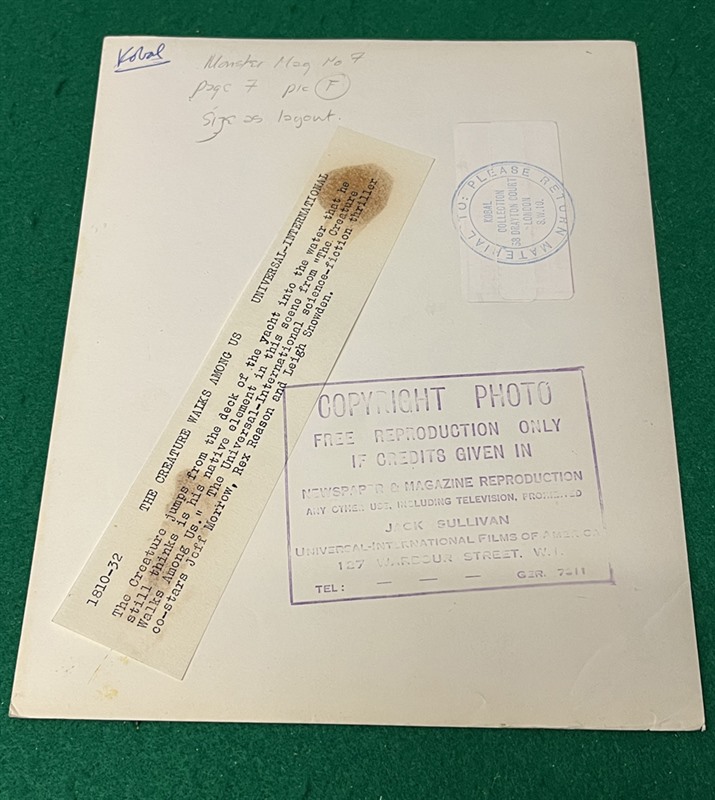 Kobal
Monster Mag No 7
page 7 pic F
size as layout.
PLEASE RETURN MATERIAL TO:
KOBAL
COLLECTION
38 DRAYTON COURT
LONDON
S.W.10.
1810-32 THE CREATURE WALKS AMONG US UNIVERSAL-INTERNATIONAL
The Creature jumps from the deck of the yacht into the water that he
still thinks is his native element in this scene from "The Creature
Walks Among Us." The Universal-International science-fiction thriller
co-stars Jeff Morrow, Rex Reason and Leigh Snowden.
COPYRIGHT PHOTO
FREE REPRODUCTION ONLY
IF CREDITS GIVEN IN
NEWSPAPER & MAGAZINE REPRODUCTION
ANY OTHER USE, INCLUDING TELEVISION, PROHIBITED
JACK SULLIVAN
UNIVERSAL-INTERNATIONAL FILMS OF AMERICA
127 WARDOUR STREET, W.1.
TEL: — — — GER. 7311